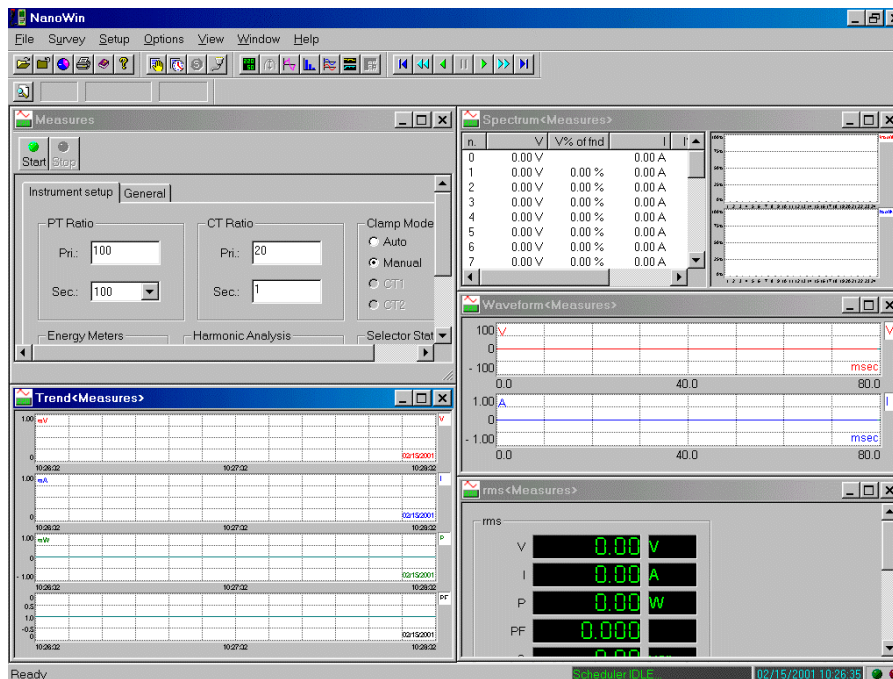 NanoWin
File Survey Setup Options View Window Help
Measures
Start Stop
Instrument setup General
PT Ratio CT Ratio Clamp Mode
Pri.: 100 Pri.: 20 Auto
Manual
Sec.: 100 Sec.: 1 CT1
CT2
Energy Meters Harmonic Analysis Selector Stat
Spectrum<Measures>
n. V V% of fnd I
0 0.00 V 0.00 A
1 0.00 V 0.00 % 0.00 A
2 0.00 V 0.00 % 0.00 A
3 0.00 V 0.00 % 0.00 A
4 0.00 V 0.00 % 0.00 A
5 0.00 V 0.00 % 0.00 A
6 0.00 V 0.00 % 0.00 A
7 0.00 V 0.00 % 0.00 A
Waveform<Measures>
100 V V
0
- 100 msec
0.0 40.0 80.0
1.00 A I
0
- 1.00 msec
0.0 40.0 80.0
Trend<Measures>
1.00 mV V
0 02/15/2001
10:26:32 10:27:32 10:28:32
1.00 mA I
0 02/15/2001
10:26:32 10:27:32 10:28:32
1.00 mW P
0
- 1.00 02/15/2001
10:26:32 10:27:32 10:28:32
0 PF
0.5
1.0
-0.5
0 02/15/2001
10:26:32 10:27:32 10:28:32
rms<Measures>
rms
V 0.00 V
I 0.00 A
P 0.00 W
PF 0.000
Ready Scheduler IDLE 02/15/2001 10:26:35